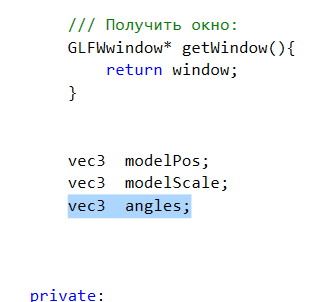 /// Получить окно:
GLFWwindow* getWindow(){
return window;
}
vec3 modelPos;
vec3 modelScale;
vec3 angles;
private: